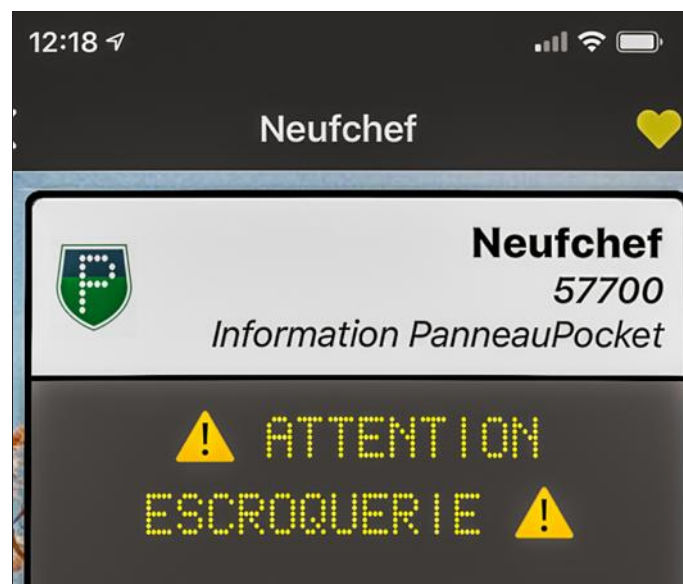 12:18
Neufchef
P
Neufchef
57700
Information PanneauPocket
⚠️ ATTENTION
ESCROQUERIE ⚠️